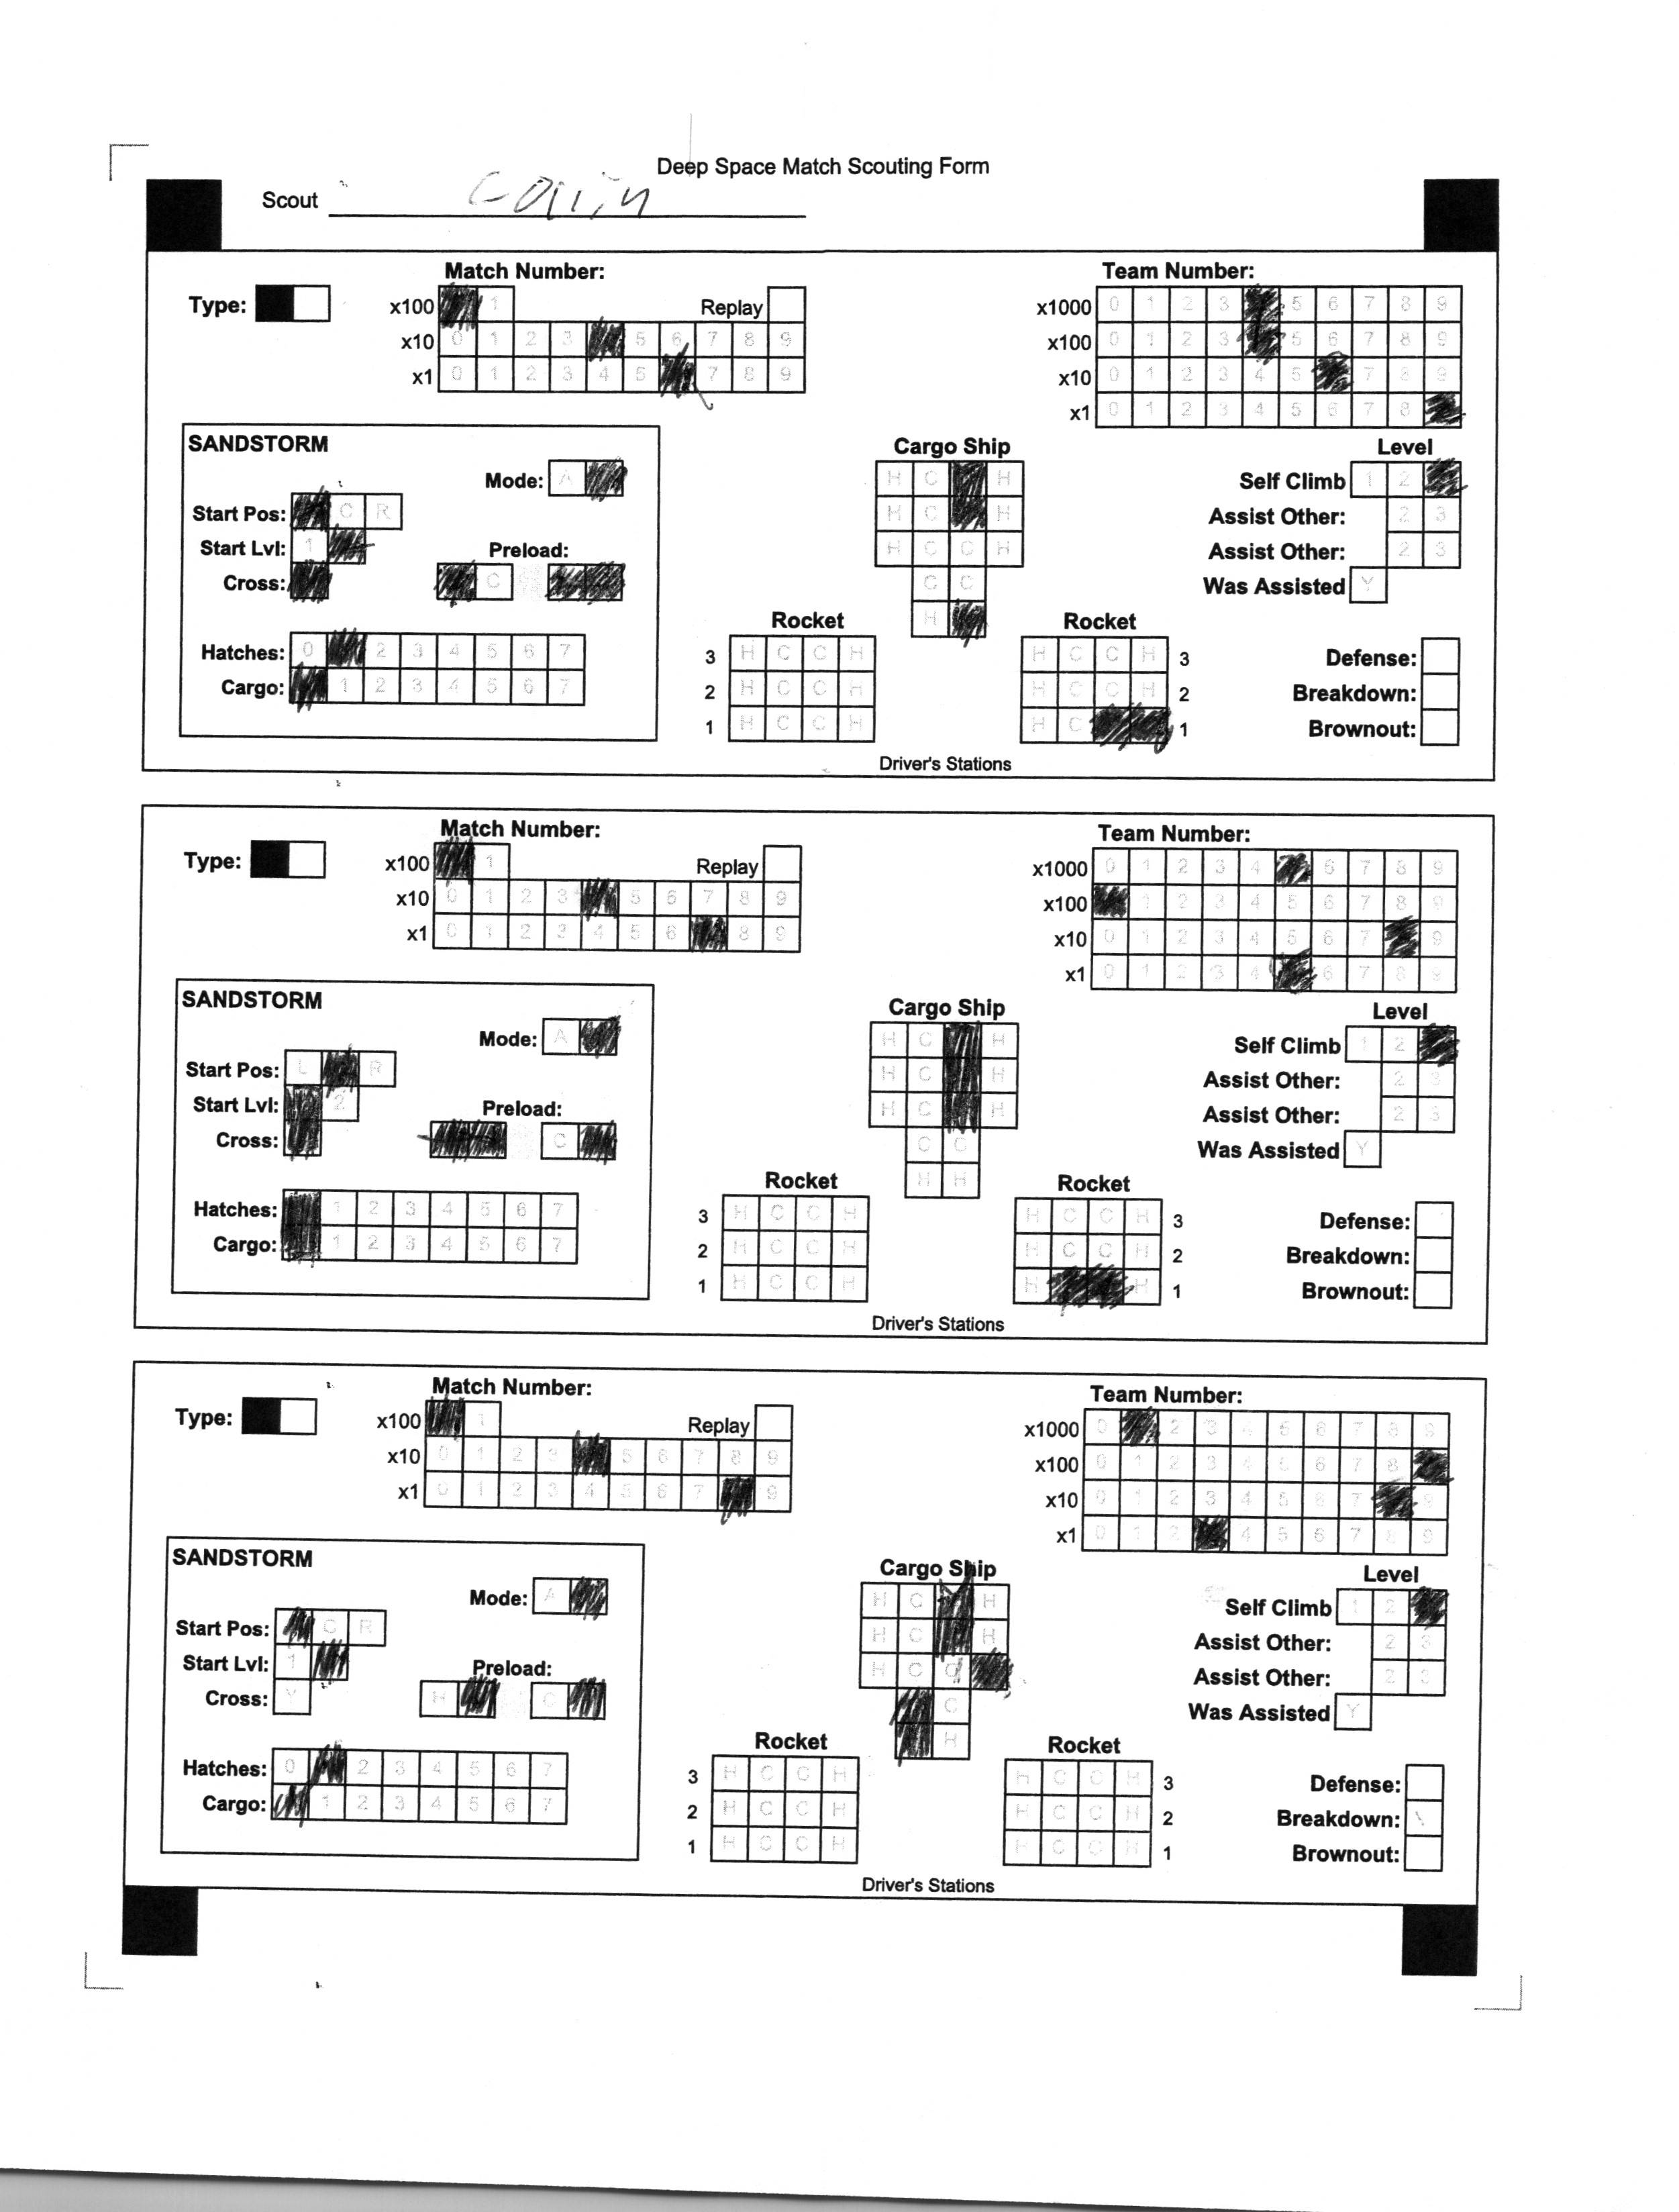 Deep Space Match Scouting Form
Scout Colin
Match Number: Team Number:
Type: x100 1 Replay x1000 0 1 2 3 5 6 7 8 9
x10 0 1 2 3 5 6 7 8 9 x100 0 1 2 3 5 6 7 8 9
x1 0 1 2 3 4 5 7 8 9 x10 0 1 2 3 4 5 7 8 9
x1 0 1 2 3 4 5 6 7 8
SANDSTORM Cargo Ship Level
Mode: A H C H Self Climb 1 2
Start Pos: C R H C H Assist Other: 2 3
Start Lvl: 1 Preload: H C C H Assist Other: 2 3
Cross: C C C Was Assisted Y
Rocket H Rocket
Hatches: 0 2 3 4 5 6 7 3 H C C H H C C H 3 Defense:
Cargo: 1 2 3 4 5 6 7 2 H C C H H C C H 2 Breakdown:
1 H C C H H C 1 Brownout:
Driver's Stations
Match Number: Team Number:
Type: x100 1 Replay x1000 0 1 2 3 4 6 7 8 9
x10 0 1 2 3 5 6 7 8 9 x100 1 2 3 4 5 6 7 8 9
x1 0 1 2 3 4 5 6 8 9 x10 0 1 2 3 4 5 6 7 9
x1 0 1 2 3 4 6 7 8 9
SANDSTORM Cargo Ship Level
Mode: A H C H Self Climb 1 2
Start Pos: L R H C H Assist Other: 2 3
Start Lvl: 2 Preload: H C H Assist Other: 2 3
Cross: C C C Was Assisted Y
Rocket H H Rocket
Hatches: 1 2 3 4 5 6 7 3 H C C H H C C H 3 Defense:
Cargo: 1 2 3 4 5 6 7 2 H C C H H C C H 2 Breakdown:
1 H C C H H H 1 Brownout:
Driver's Stations
Match Number: Team Number:
Type: x100 1 Replay x1000 0 2 3 4 5 6 7 8 9
x10 0 1 2 3 5 6 7 8 9 x100 0 1 2 3 4 5 6 7 8
x1 0 1 2 3 4 5 6 7 9 x10 0 1 2 3 4 5 6 7 9
x1 0 1 2 4 5 6 7 8 9
SANDSTORM Cargo Ship Level
Mode: A H C H Self Climb 1 2
Start Pos: C R H C H Assist Other: 2 3
Start Lvl: 1 Preload: H C C Assist Other: 2 3
Cross: Y H C C Was Assisted Y
Rocket H Rocket
Hatches: 0 2 3 4 5 6 7 3 H C C H H C C H 3 Defense:
Cargo: 1 2 3 4 5 6 7 2 H C C H H C C H 2 Breakdown:
1 H C C H H C C H 1 Brownout:
Driver's Stations